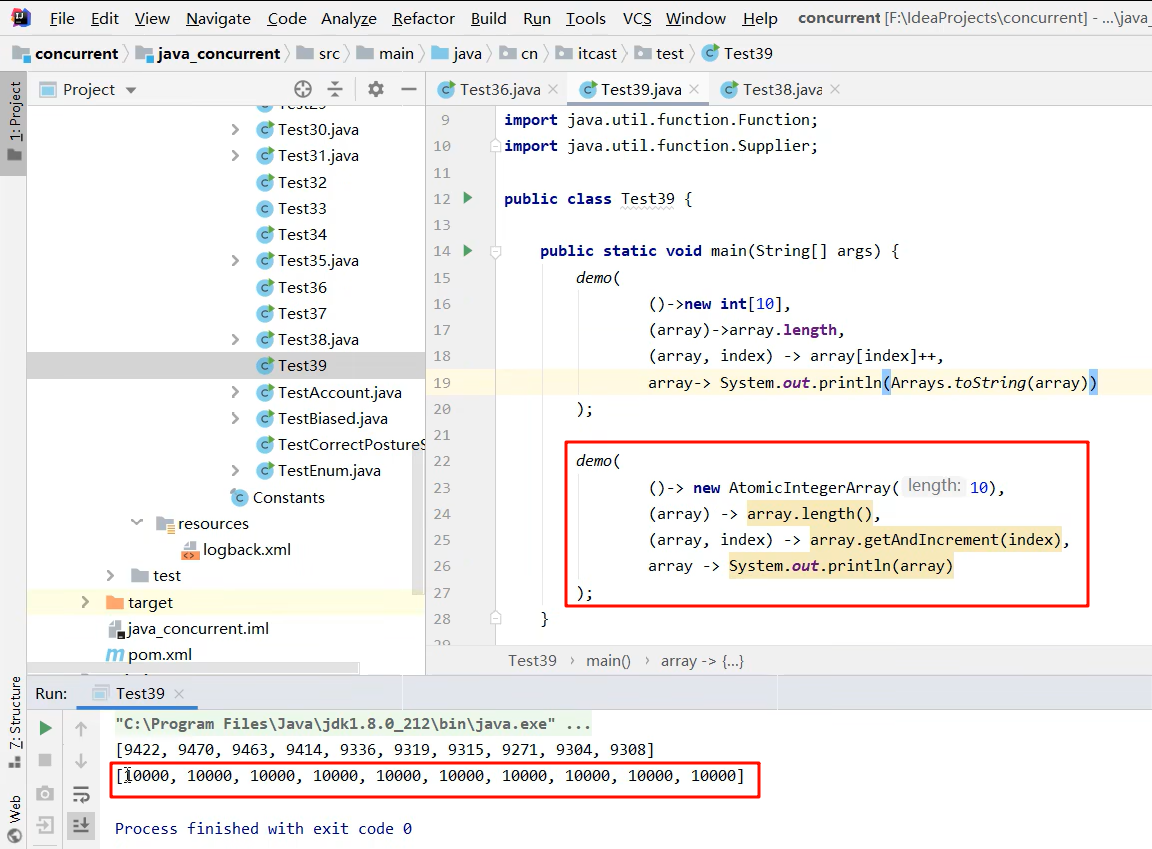 File Edit View Navigate Code Analyze Refactor Build Run Tools VCS Window Help concurrent [F:\IdeaProjects\concurrent] - ...\java_
concurrent java_concurrent src main java cn itcast test Test39
1: Project
Project
Test30.java
Test31.java
Test32
Test33
Test34
Test35.java
Test36
Test37
Test38.java
Test39
TestAccount.java
TestBiased.java
TestCorrectPostureS
TestEnum.java
Constants
resources
logback.xml
test
target
java_concurrent.iml
pom.xml
Test36.java Test39.java Test38.java
9 import java.util.function.Function;
10 import java.util.function.Supplier;
11
12 public class Test39 {
13
14 public static void main(String[] args) {
15 demo(
16 ()->new int[10],
17 (array)->array.length,
18 (array, index) -> array[index]++,
19 array-> System.out.println(Arrays.toString(array))
20 );
21
22 demo(
23 ()-> new AtomicIntegerArray( length: 10),
24 (array) -> array.length(),
25 (array, index) -> array.getAndIncrement(index),
26 array -> System.out.println(array)
27 );
28 }
29
Test39 › main() › array -> {...}
Run: Test39
Z: Structure
Web
"C:\Program Files\Java\jdk1.8.0_212\bin\java.exe" ...
[9422, 9470, 9463, 9414, 9336, 9319, 9315, 9271, 9304, 9308]
[10000, 10000, 10000, 10000, 10000, 10000, 10000, 10000, 10000, 10000]
Process finished with exit code 0